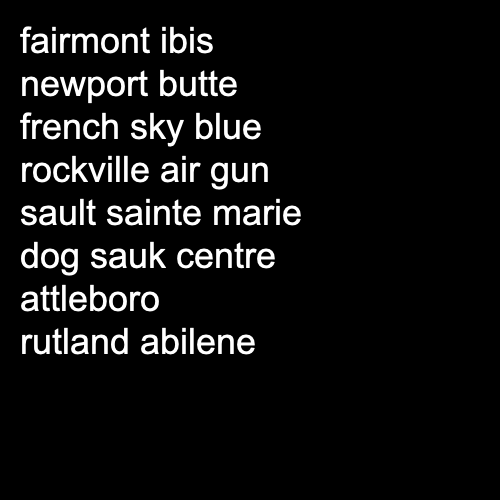 fairmont ibis
newport butte
french sky blue
rockville air gun
sault sainte marie
dog sauk centre
attleboro
rutland abilene